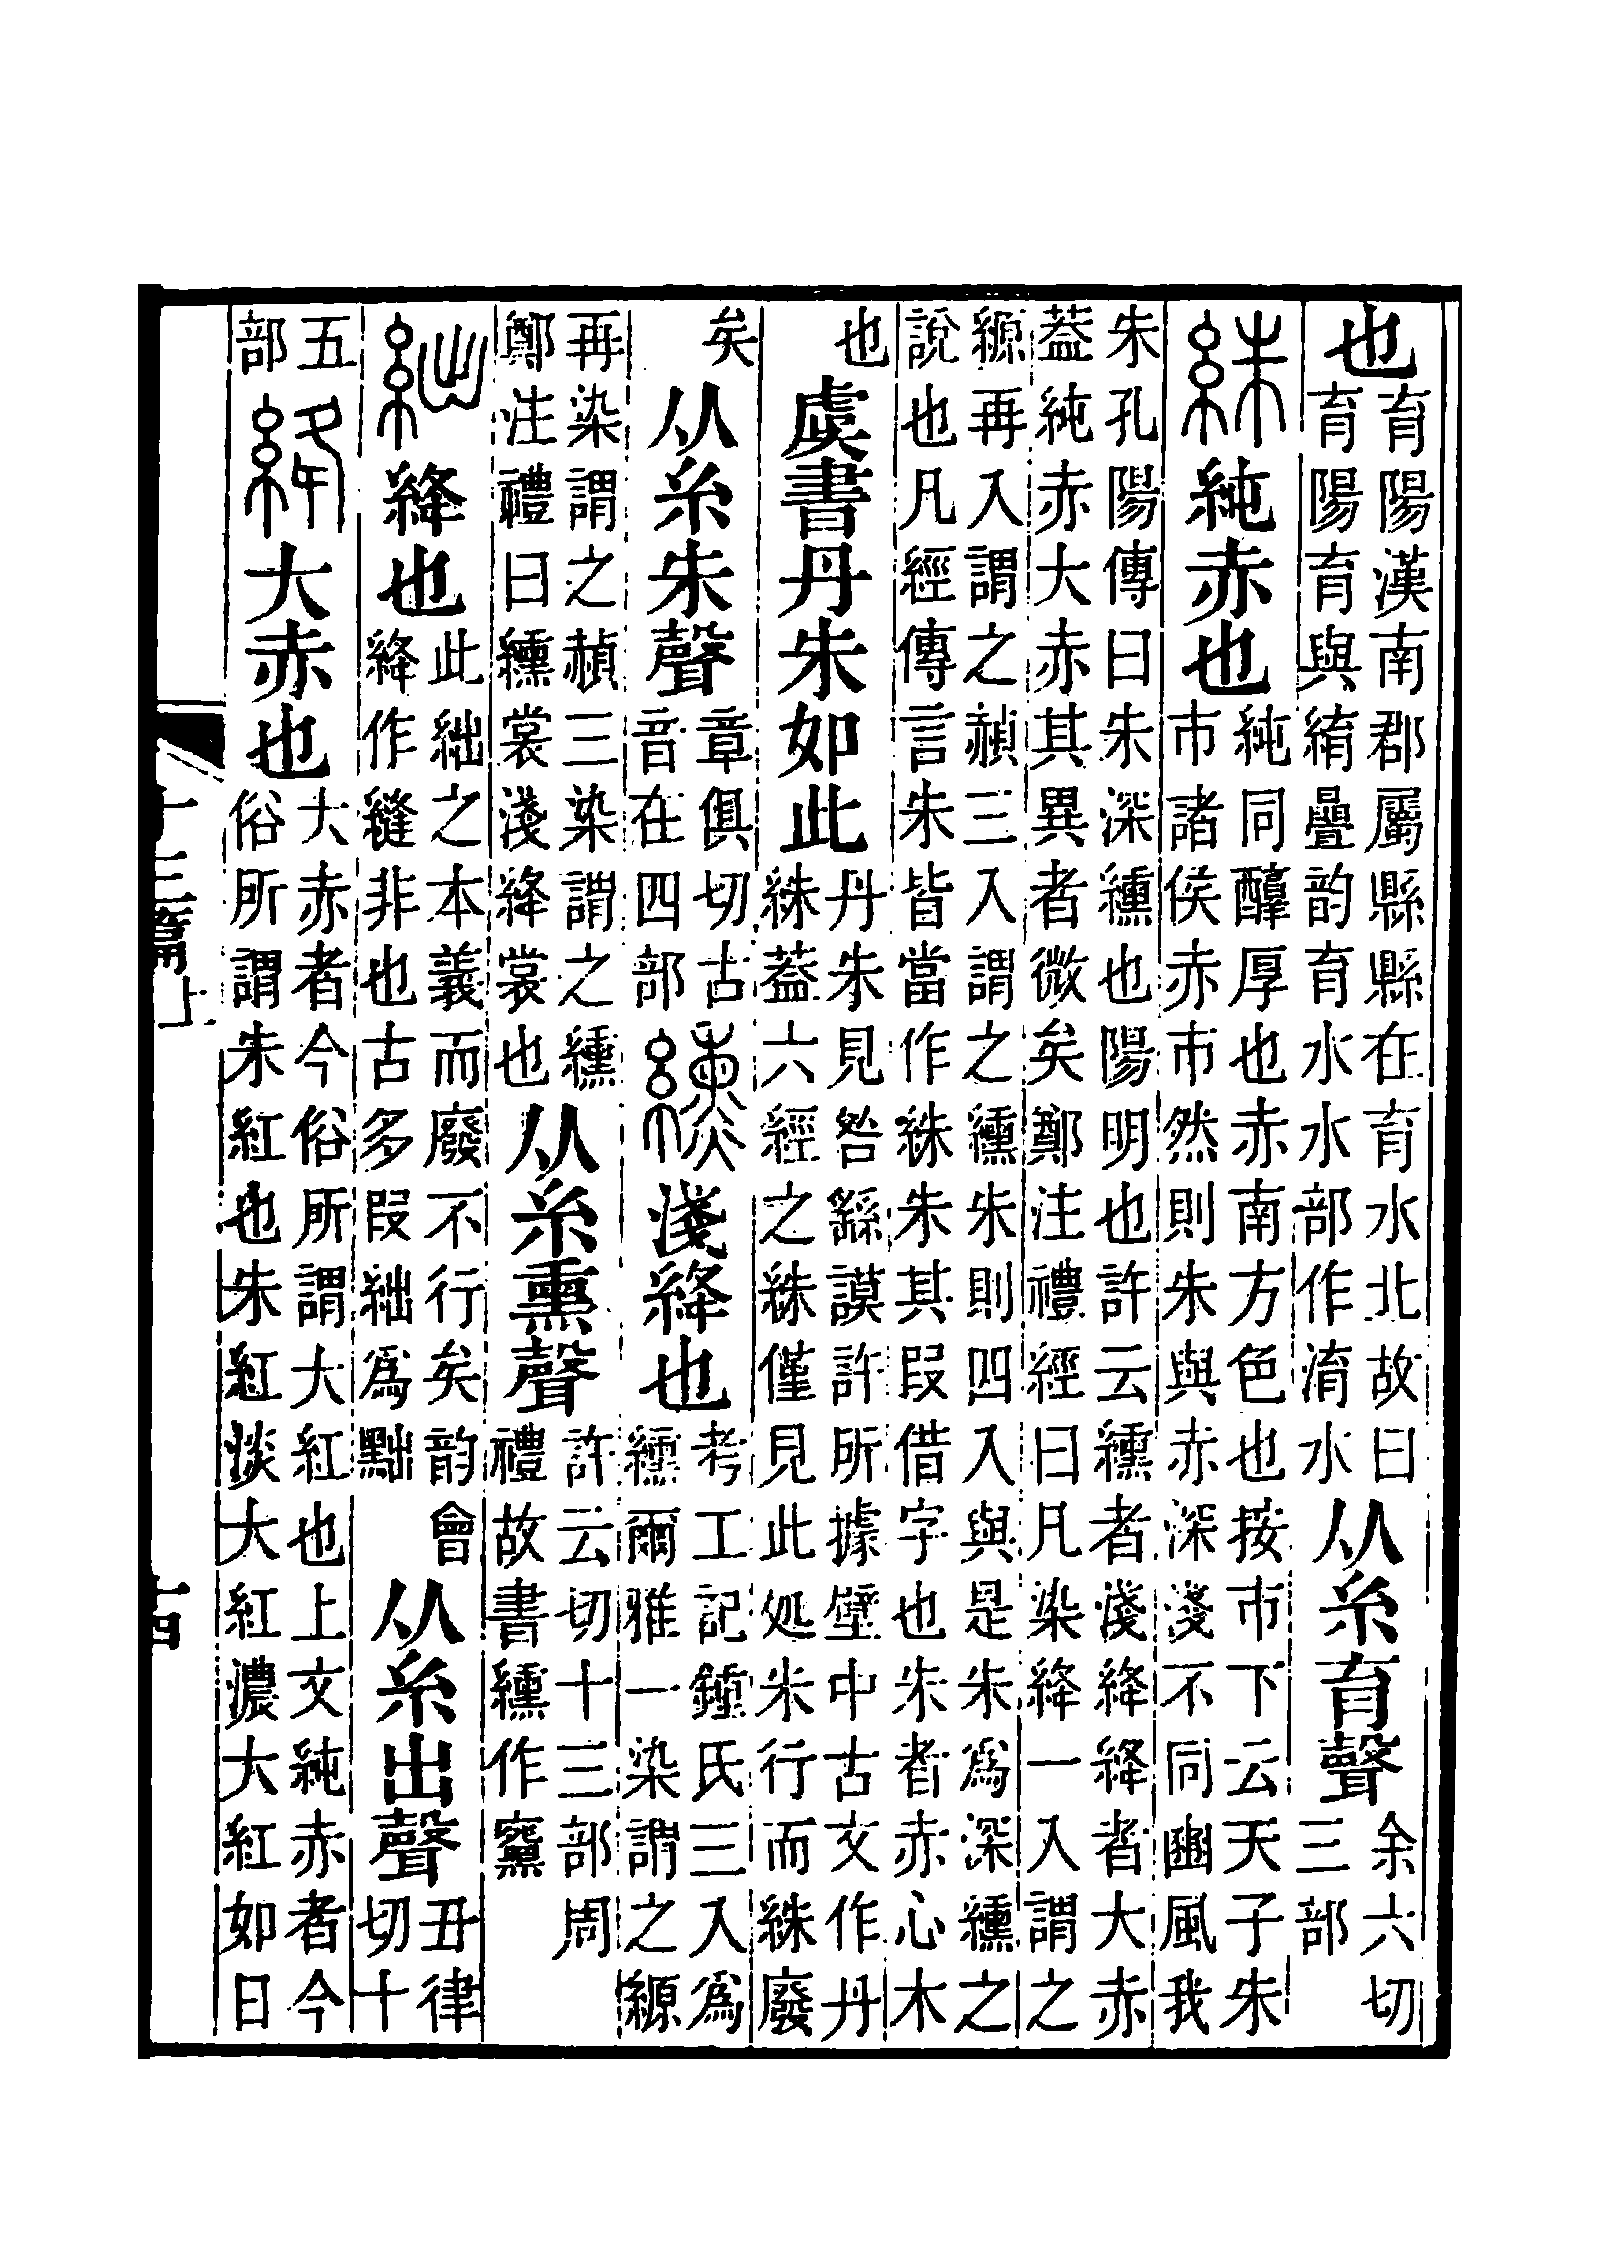 也育陽漢南郡屬縣縣在育水北故曰育陽育與䋭疊韵育水水部作淯水从糸育聲余六切三部
絑純赤也純同醇厚也赤南方色也按巿下云天子朱巿諸侯赤巿然則朱與赤深淺不同豳風我
朱孔陽傳曰朱深纁也陽明也許云纁者淺絳絳者大赤葢純赤大赤其異者微矣鄭注禮經曰凡染絳一入謂之
縓再入謂之赬三入謂之纁朱則四入與是朱爲深纁之說也凡經傳言朱皆當作絑朱其叚借字也朱者赤心木
也虞書丹朱如此丹朱見咎繇謨許所據壁中古文作丹絑葢六經之絑僅見此処朱行而絑廢
矣从糸朱聲章俱切古音在四部纁淺絳也考工記鍾氏三入爲纁爾雅一染謂之縓
再染謂之赬三染謂之纁鄭注禮曰纁裳淺絳裳也从糸熏聲許云切十三部周禮故書纁作
絀絳也此絀之本義而廢不行矣韵會絳作縫非也古多叚絀爲黜从糸出聲丑律切十
五部絳大赤也大赤者今俗所謂大紅也上文純赤者今俗所謂朱紅也朱紅淡大紅濃大紅如日
十三篇上
十四